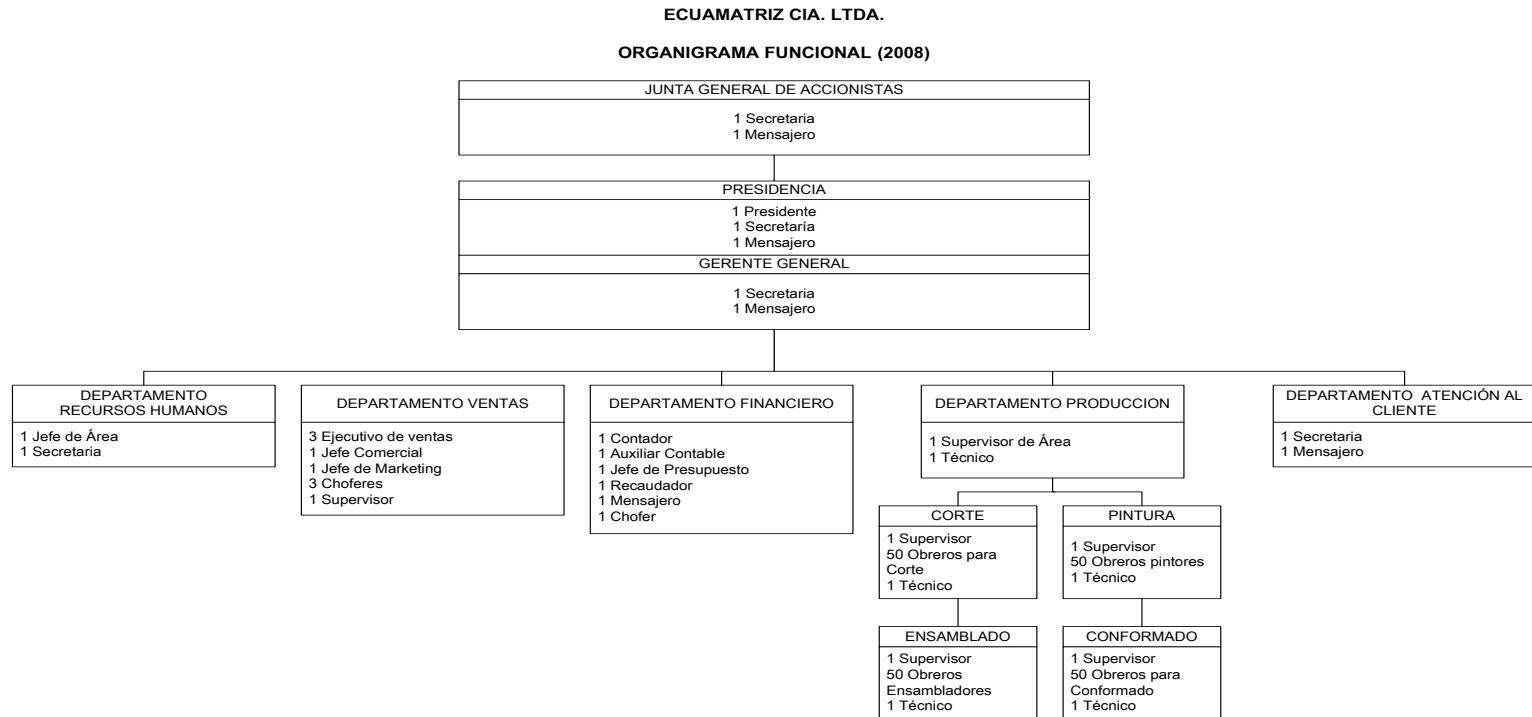 ECUAMATRIZ CIA. LTDA.
ORGANIGRAMA FUNCIONAL (2008)
JUNTA GENERAL DE ACCIONISTAS
1 Secretaria
1 Mensajero
PRESIDENCIA
1 Presidente
1 Secretaría
1 Mensajero
GERENTE GENERAL
1 Secretaria
1 Mensajero
DEPARTAMENTO
RECURSOS HUMANOS
1 Jefe de Área
1 Secretaria
DEPARTAMENTO VENTAS
3 Ejecutivo de ventas
1 Jefe Comercial
1 Jefe de Marketing
3 Choferes
1 Supervisor
DEPARTAMENTO FINANCIERO
1 Contador
1 Auxiliar Contable
1 Jefe de Presupuesto
1 Recaudador
1 Mensajero
1 Chofer
DEPARTAMENTO PRODUCCION
1 Supervisor de Área
1 Técnico
DEPARTAMENTO ATENCIÓN AL
CLIENTE
1 Secretaria
1 Mensajero
CORTE
1 Supervisor
50 Obreros para
Corte
1 Técnico
PINTURA
1 Supervisor
50 Obreros pintores
1 Técnico
ENSAMBLADO
1 Supervisor
50 Obreros
Ensambladores
1 Técnico
CONFORMADO
1 Supervisor
50 Obreros para
Conformado
1 Técnico